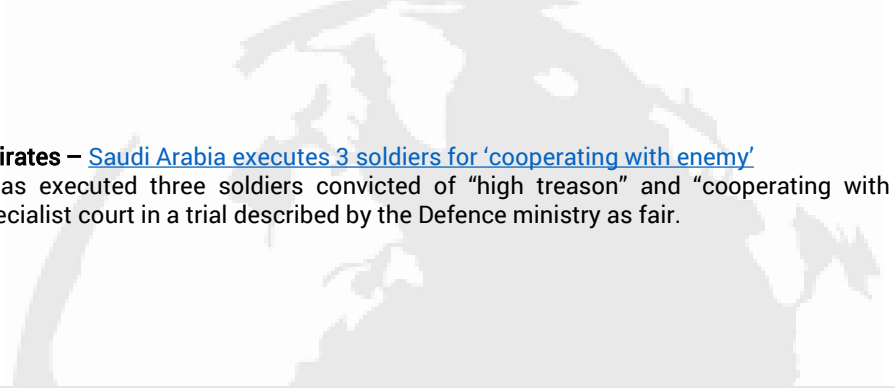 irates – Saudi Arabia executes 3 soldiers for ‘cooperating with enemy’
as executed three soldiers convicted of “high treason” and “cooperating with
ecialist court in a trial described by the Defence ministry as fair.